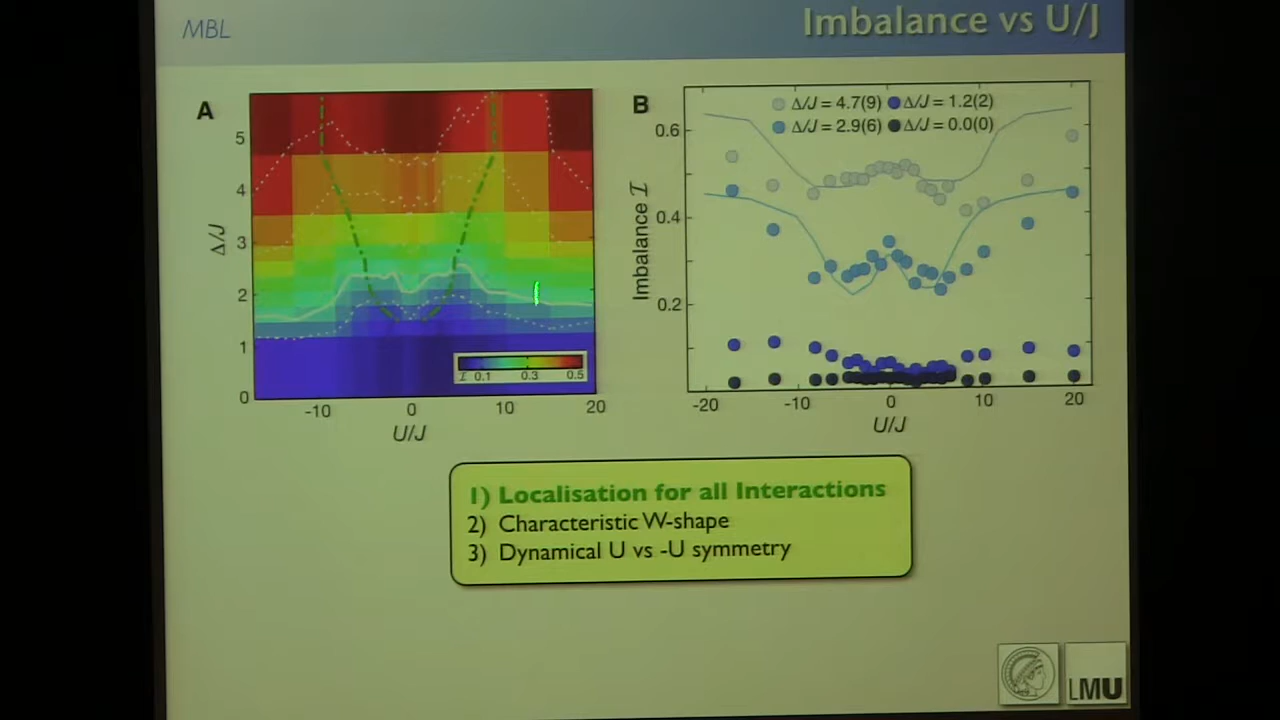 MBL
Imbalance vs U/J
A
5
4
3
2
1
0
Δ/J
-10
0
10
20
U/J
I 0.1 0.3 0.5
B
Δ/J = 4.7(9) Δ/J = 1.2(2)
Δ/J = 2.9(6) Δ/J = 0.0(0)
0.6
0.4
0.2
Imbalance I
-20
-10
0
10
20
U/J
1) Localisation for all Interactions
2) Characteristic W-shape
3) Dynamical U vs -U symmetry
LMU